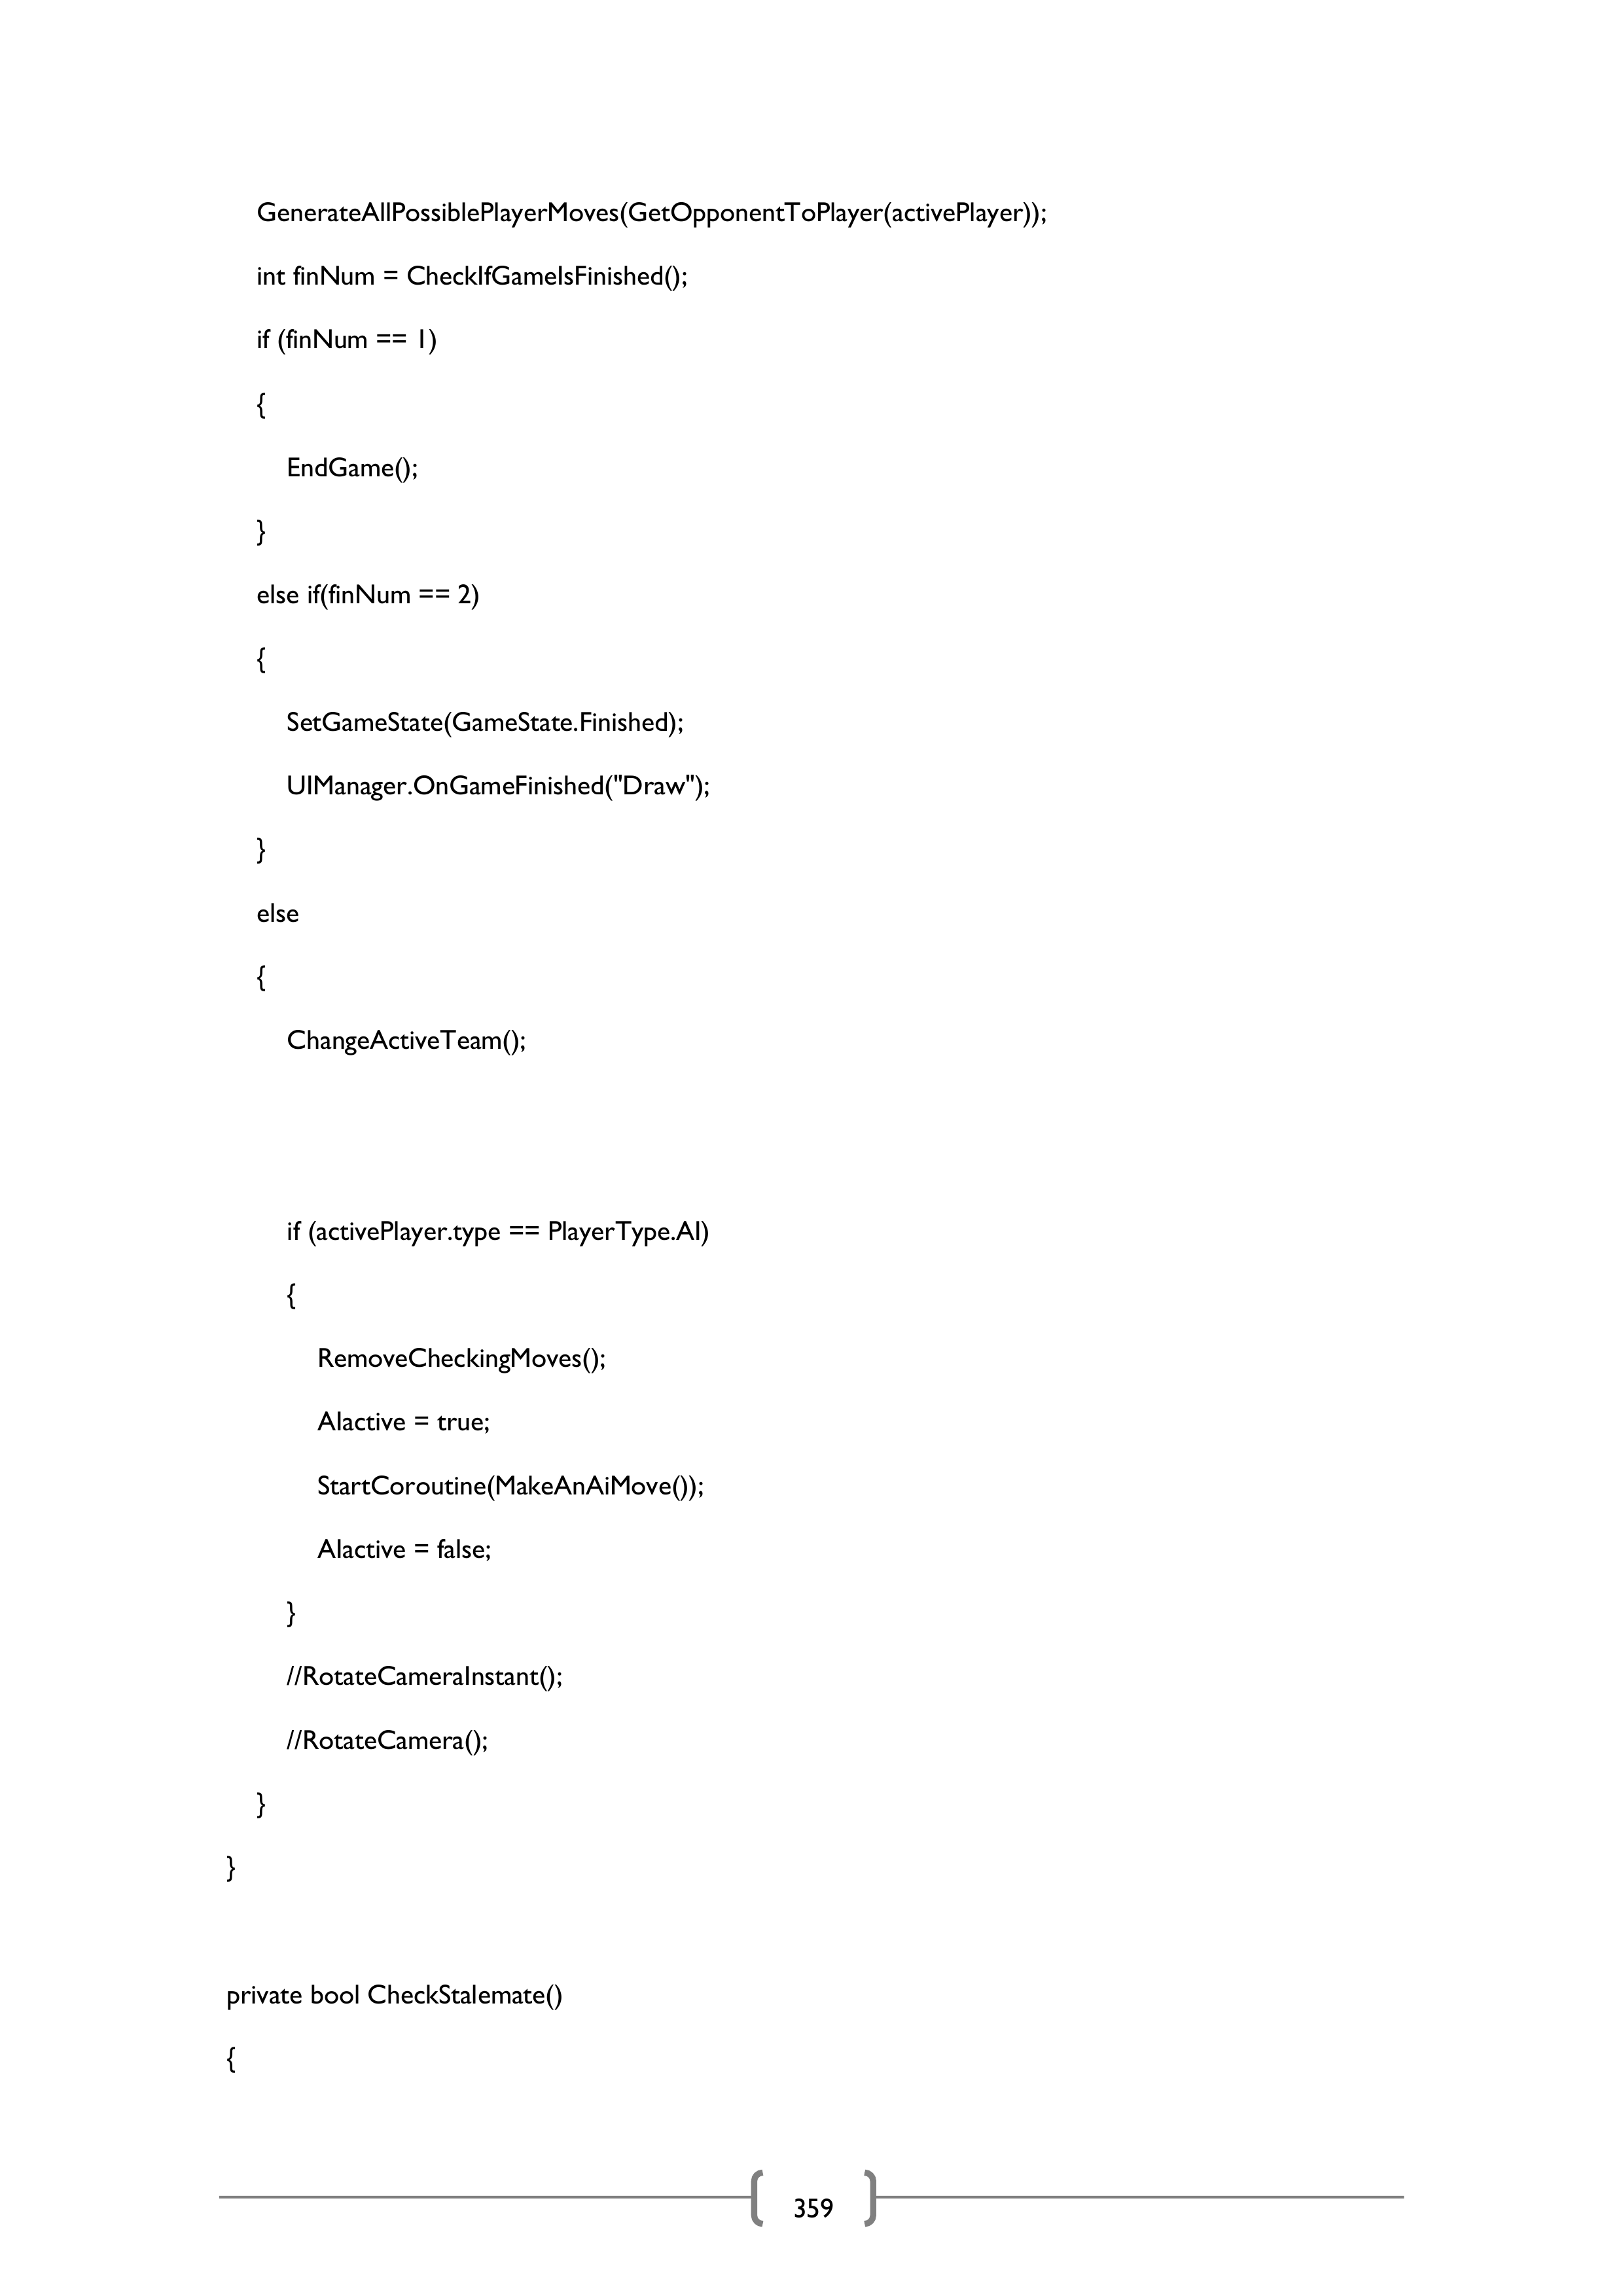 GenerateAllPossiblePlayerMoves(GetOpponentToPlayer(activePlayer));
int finNum = CheckIfGameIsFinished();
if (finNum == 1)
{
EndGame();
}
else if(finNum == 2)
{
SetGameState(GameState.Finished);
UIManager.OnGameFinished("Draw");
}
else
{
ChangeActiveTeam();
if (activePlayer.type == PlayerType.AI)
{
RemoveCheckingMoves();
AIactive = true;
StartCoroutine(MakeAnAiMove());
AIactive = false;
}
//RotateCameraInstant();
//RotateCamera();
}
}
private bool CheckStalemate()
{
359